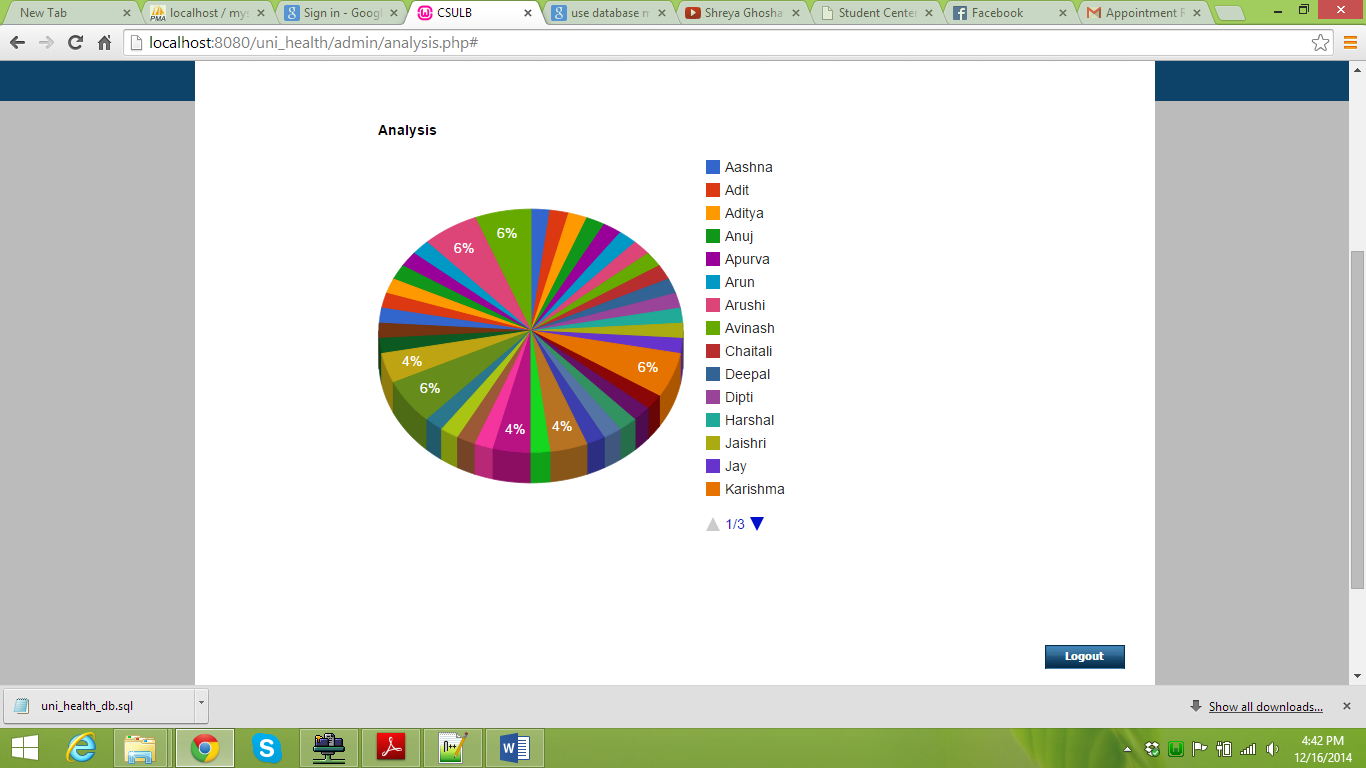 New Tab
localhost / mys
Sign in - Googl
CSULB
use database m
Shreya Ghosha
Student Cente
Facebook
Appointment R
localhost:8080/uni_health/admin/analysis.php#
Analysis
Aashna
Adit
Aditya
Anuj
Apurva
Arun
Arushi
Avinash
Chaitali
Deepal
Dipti
Harshal
Jaishri
Jay
Karishma
1/3
6%
6%
6%
4%
6%
4%
4%
Logout
uni_health_db.sql
Show all downloads...
4:42 PM
12/16/2014